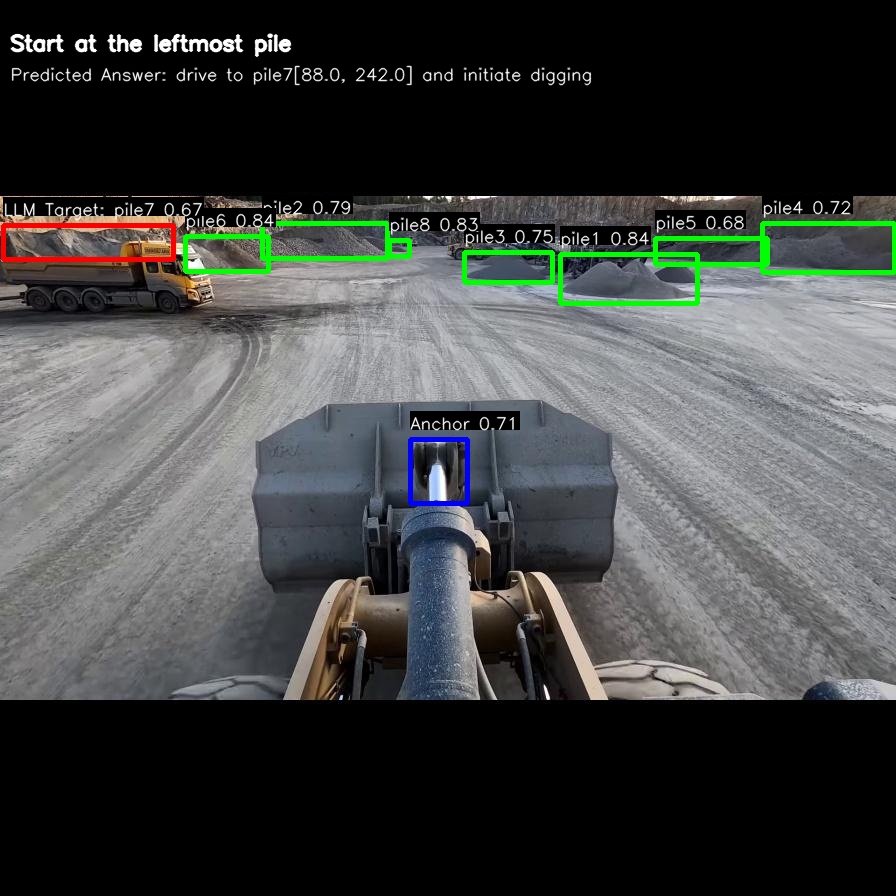 Start at the leftmost pile
Predicted Answer: drive to pile7[88.0, 242.0] and initiate digging
LLM Target: pile7 0.67
pile6 0.84
pile2 0.79
pile8 0.83
pile3 0.75
pile1 0.84
pile5 0.68
pile4 0.72
Anchor 0.71